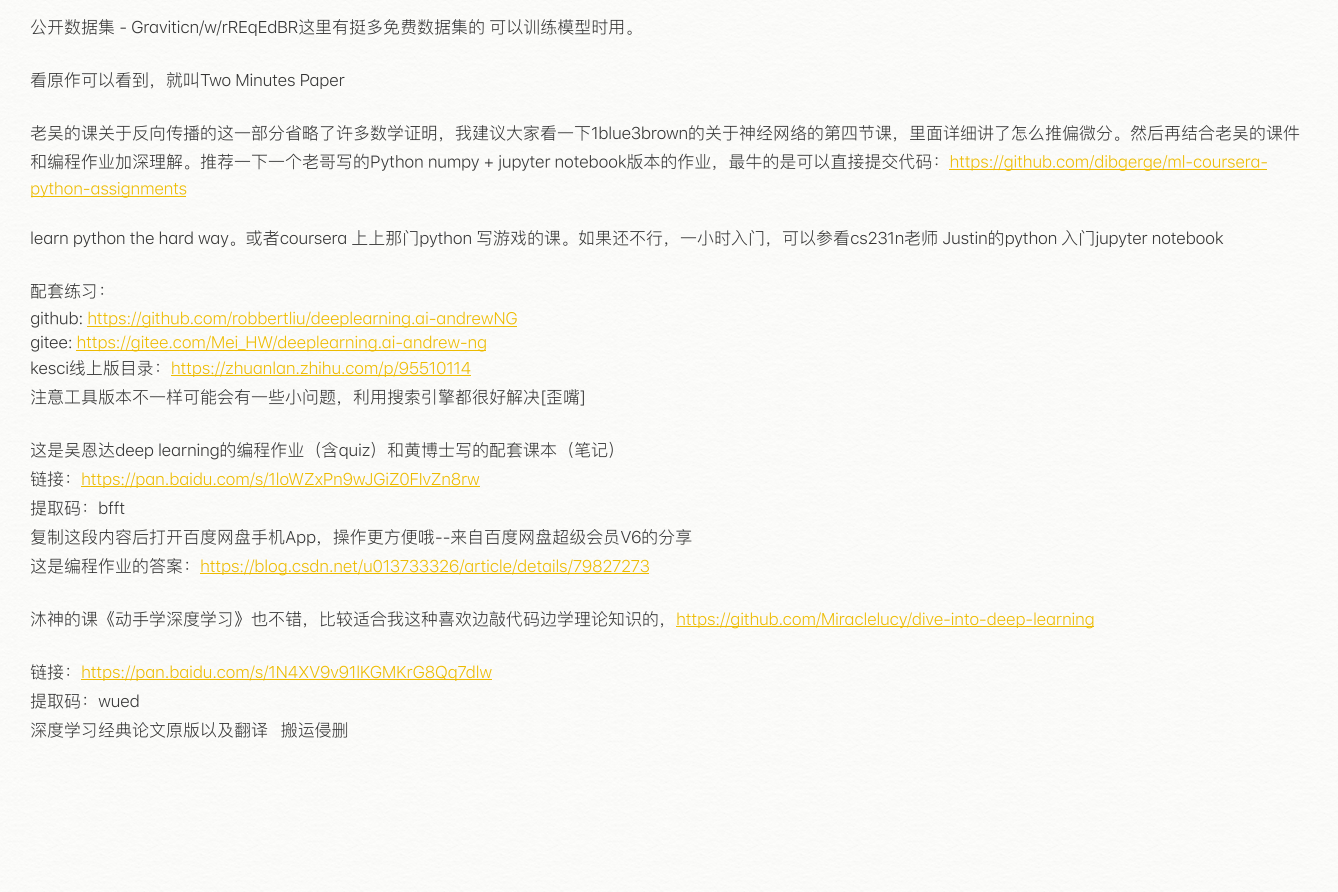 公开数据集 - Graviticn/w/rREqEdBR这里有挺多免费数据集的 可以训练模型时用。
看原作可以看到，就叫Two Minutes Paper
老吴的课关于反向传播的这一部分省略了许多数学证明，我建议大家看一下1blue3brown的关于神经网络的第四节课，里面详细讲了怎么推偏微分。然后再结合老吴的课件
和编程作业加深理解。推荐一下一个老哥写的Python numpy + jupyter notebook版本的作业，最牛的是可以直接提交代码：https://github.com/dibgerge/ml-coursera-
python-assignments
learn python the hard way。或者coursera 上上那门python 写游戏的课。如果还不行，一小时入门，可以参看cs231n老师 Justin的python 入门jupyter notebook
配套练习：
github: https://github.com/robbertliu/deeplearning.ai-andrewNG
gitee: https://gitee.com/Mei_HW/deeplearning.ai-andrew-ng
kesci线上版目录：https://zhuanlan.zhihu.com/p/95510114
注意工具版本不一样可能会有一些小问题，利用搜索引擎都很好解决[歪嘴]
这是吴恩达deep learning的编程作业（含quiz）和黄博士写的配套课本（笔记）
链接：https://pan.baidu.com/s/1loWZxPn9wJGiZ0FIvZn8rw
提取码：bfft
复制这段内容后打开百度网盘手机App，操作更方便哦--来自百度网盘超级会员V6的分享
这是编程作业的答案：https://blog.csdn.net/u013733326/article/details/79827273
沐神的课《动手学深度学习》也不错，比较适合我这种喜欢边敲代码边学理论知识的，https://github.com/Miraclelucy/dive-into-deep-learning
链接：https://pan.baidu.com/s/1N4XV9v91IKGMKrG8Qq7dIw
提取码：wued
深度学习经典论文原版以及翻译   搬运侵删